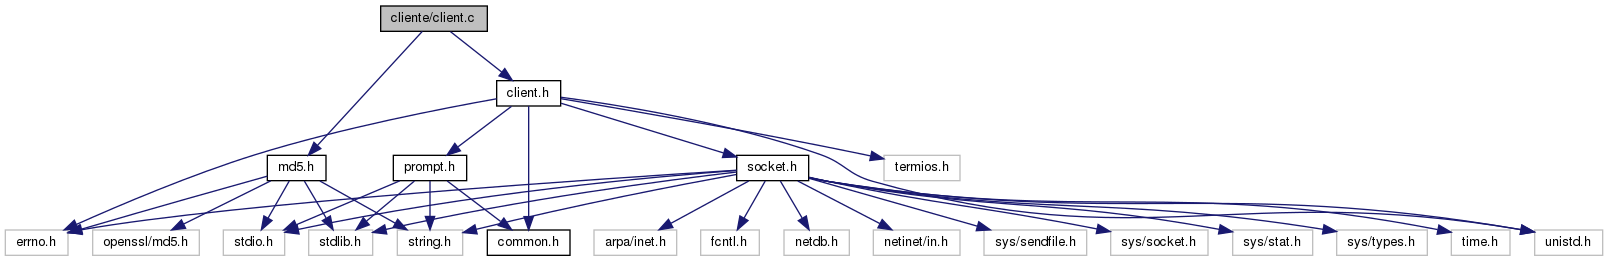 cliente/client.c
client.h
md5.h
prompt.h
socket.h
termios.h
errno.h
openssl/md5.h
stdio.h
stdlib.h
string.h
common.h
arpa/inet.h
fcntl.h
netdb.h
netinet/in.h
sys/sendfile.h
sys/socket.h
sys/stat.h
sys/types.h
time.h
unistd.h